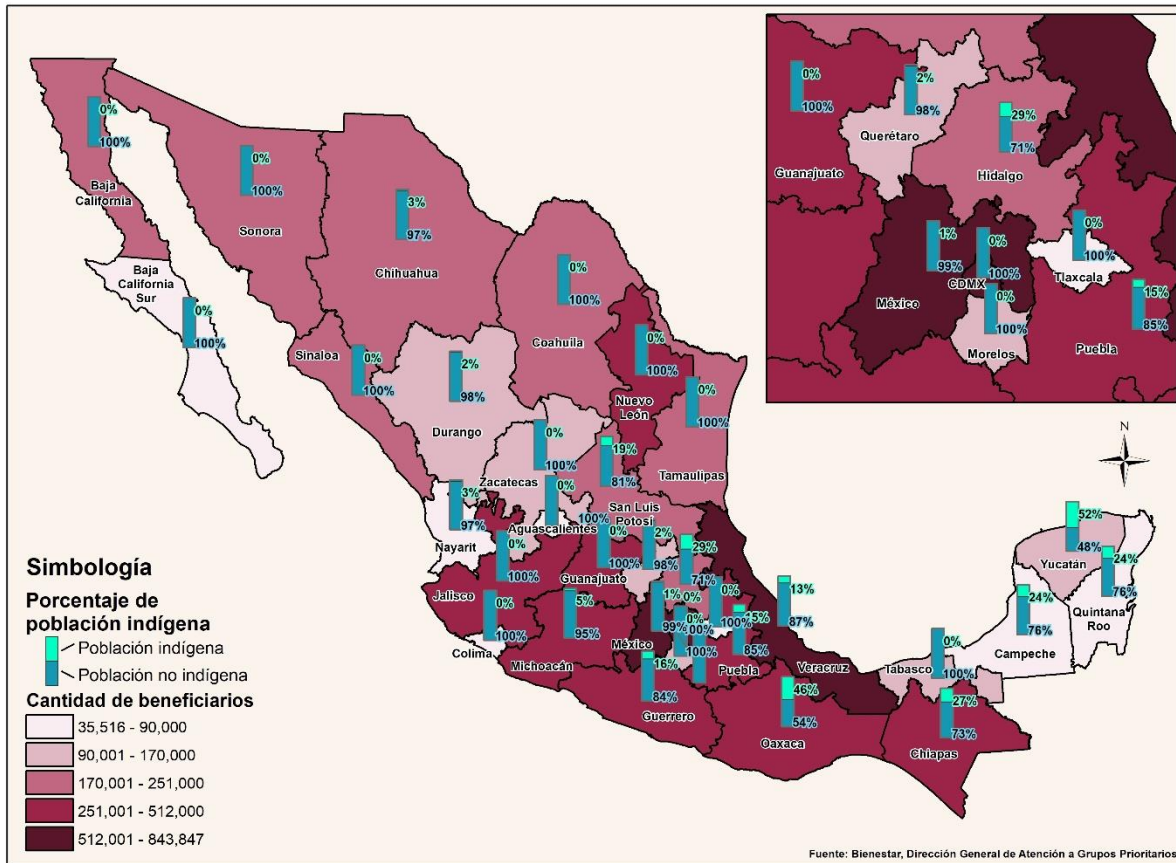 0%
100%
Baja
California
0%
100%
Sonora
3%
97%
Chihuahua
0%
100%
Coahuila
Baja
California
Sur
0%
100%
Sinaloa
0%
100%
2%
98%
Durango
0%
100%
Nuevo
León
0%
100%
Tamaulipas
0%
100%
Zacatecas
19%
81%
San Luis
Potosí
3%
97%
Nayarit
0%
100%
Aguascalientes
0%
100%
Jalisco
0%
100%
Guanajuato
2%
98%
29%
71%
0%
100%
Colima
5%
95%
Michoacán
1%
99%
México
0%
0%
00%
100%
0%
100%
15%
85%
Puebla
13%
87%
Veracruz
16%
84%
Guerrero
46%
54%
Oaxaca
0%
100%
Tabasco
27%
73%
Chiapas
24%
76%
Campeche
52%
48%
Yucatán
24%
76%
Quintana
Roo
N
0%
100%
Guanajuato
2%
98%
Querétaro
29%
71%
Hidalgo
1%
99%
México
0%
100%
CDMX
0%
100%
Morelos
0%
100%
Tlaxcala
15%
85%
Puebla
Simbología
Porcentaje de
población indígena
Población indígena
Población no indígena
Cantidad de beneficiarios
35,516 - 90,000
90,001 - 170,000
170,001 - 251,000
251,001 - 512,000
512,001 - 843,847
Fuente: Bienestar, Dirección General de Atención a Grupos Prioritarios